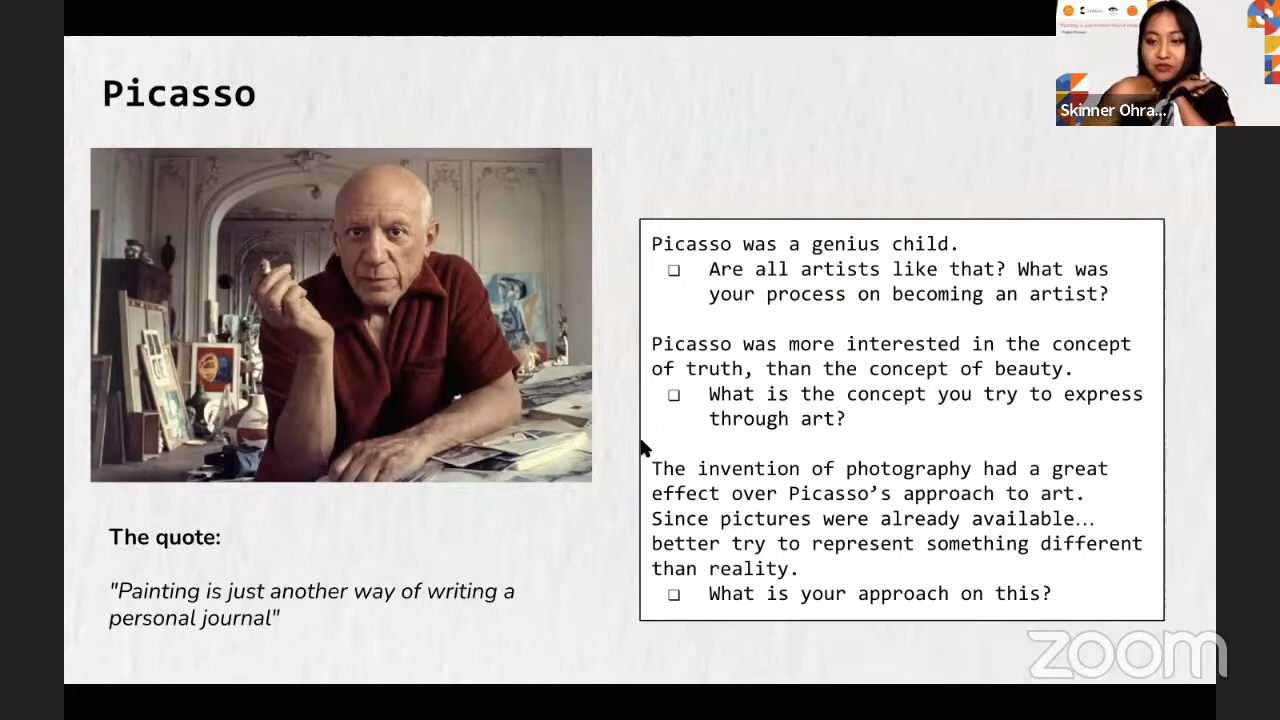 Picasso
Skinner Ohra...
Picasso was a genius child.
❑ Are all artists like that? What was
your process on becoming an artist?
Picasso was more interested in the concept
of truth, than the concept of beauty.
❑ What is the concept you try to express
through art?
The invention of photography had a great
effect over Picasso’s approach to art.
Since pictures were already available…
better try to represent something different
than reality.
❑ What is your approach on this?
The quote:
"Painting is just another way of writing a
personal journal"
zoom